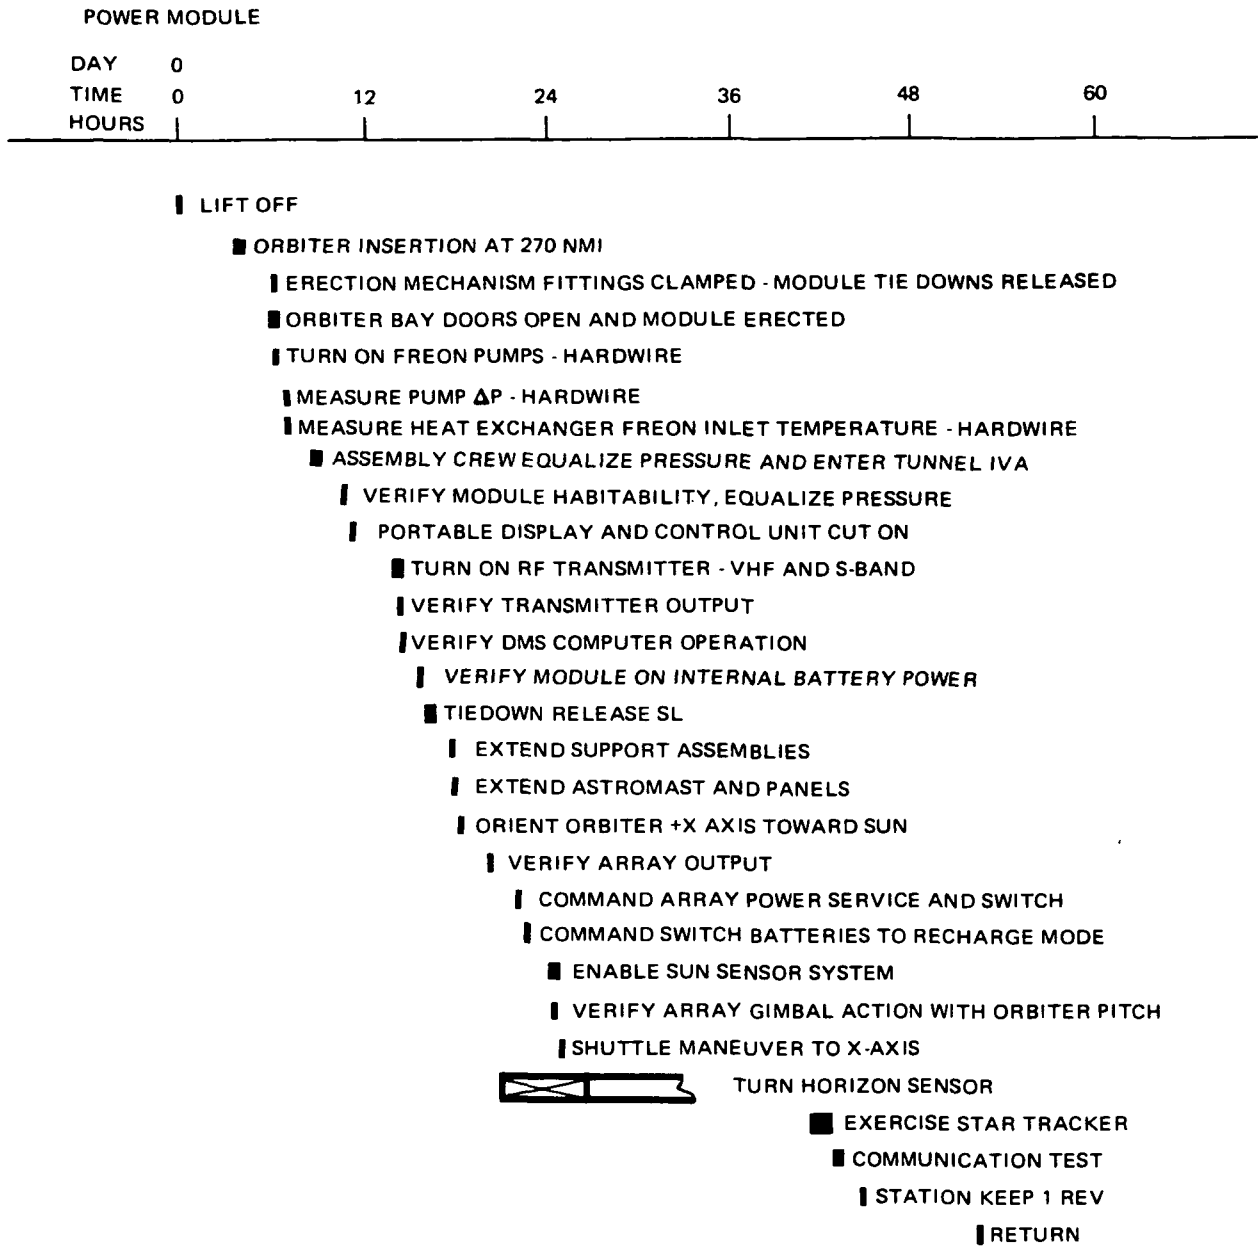 POWER MODULE
DAY 0
TIME 0 12 24 36 48 60
HOURS
LIFT OFF
ORBITER INSERTION AT 270 NMI
ERECTION MECHANISM FITTINGS CLAMPED - MODULE TIE DOWNS RELEASED
ORBITER BAY DOORS OPEN AND MODULE ERECTED
TURN ON FREON PUMPS - HARDWIRE
MEASURE PUMP ΔP - HARDWIRE
MEASURE HEAT EXCHANGER FREON INLET TEMPERATURE - HARDWIRE
ASSEMBLY CREW EQUALIZE PRESSURE AND ENTER TUNNEL IVA
VERIFY MODULE HABITABILITY, EQUALIZE PRESSURE
PORTABLE DISPLAY AND CONTROL UNIT CUT ON
TURN ON RF TRANSMITTER - VHF AND S-BAND
VERIFY TRANSMITTER OUTPUT
VERIFY DMS COMPUTER OPERATION
VERIFY MODULE ON INTERNAL BATTERY POWER
TIEDOWN RELEASE SL
EXTEND SUPPORT ASSEMBLIES
EXTEND ASTROMAST AND PANELS
ORIENT ORBITER +X AXIS TOWARD SUN
VERIFY ARRAY OUTPUT
COMMAND ARRAY POWER SERVICE AND SWITCH
COMMAND SWITCH BATTERIES TO RECHARGE MODE
ENABLE SUN SENSOR SYSTEM
VERIFY ARRAY GIMBAL ACTION WITH ORBITER PITCH
SHUTTLE MANEUVER TO X-AXIS
TURN HORIZON SENSOR
EXERCISE STAR TRACKER
COMMUNICATION TEST
STATION KEEP 1 REV
RETURN